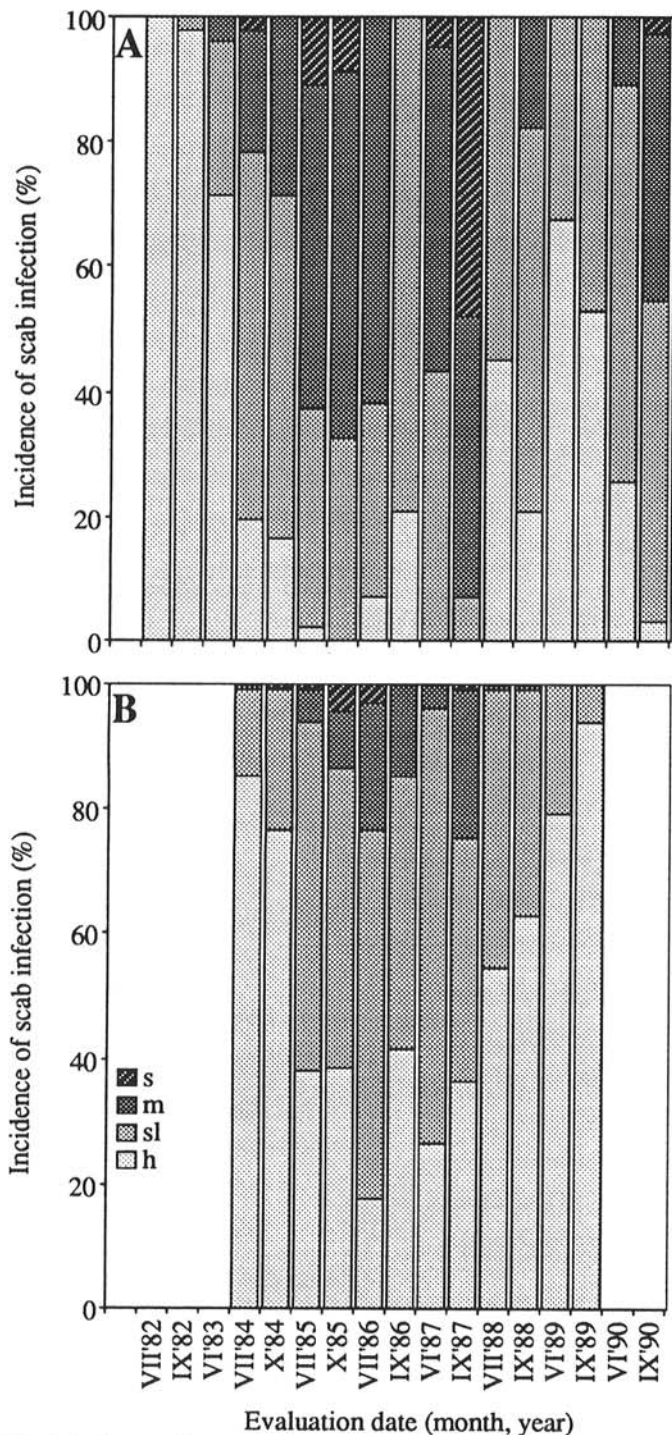 A
100
80
60
40
20
0
Incidence of scab infection (%)
B
100
80
60
40
20
0
Incidence of scab infection (%)
s
m
sl
h
VII'82
IX'82
VI'83
VII'84
X'84
VII'85
X'85
VII'86
IX'86
VI'87
IX'87
VII'88
IX'88
VI'89
IX'89
VI'90
IX'90
Evaluation date (month, year)